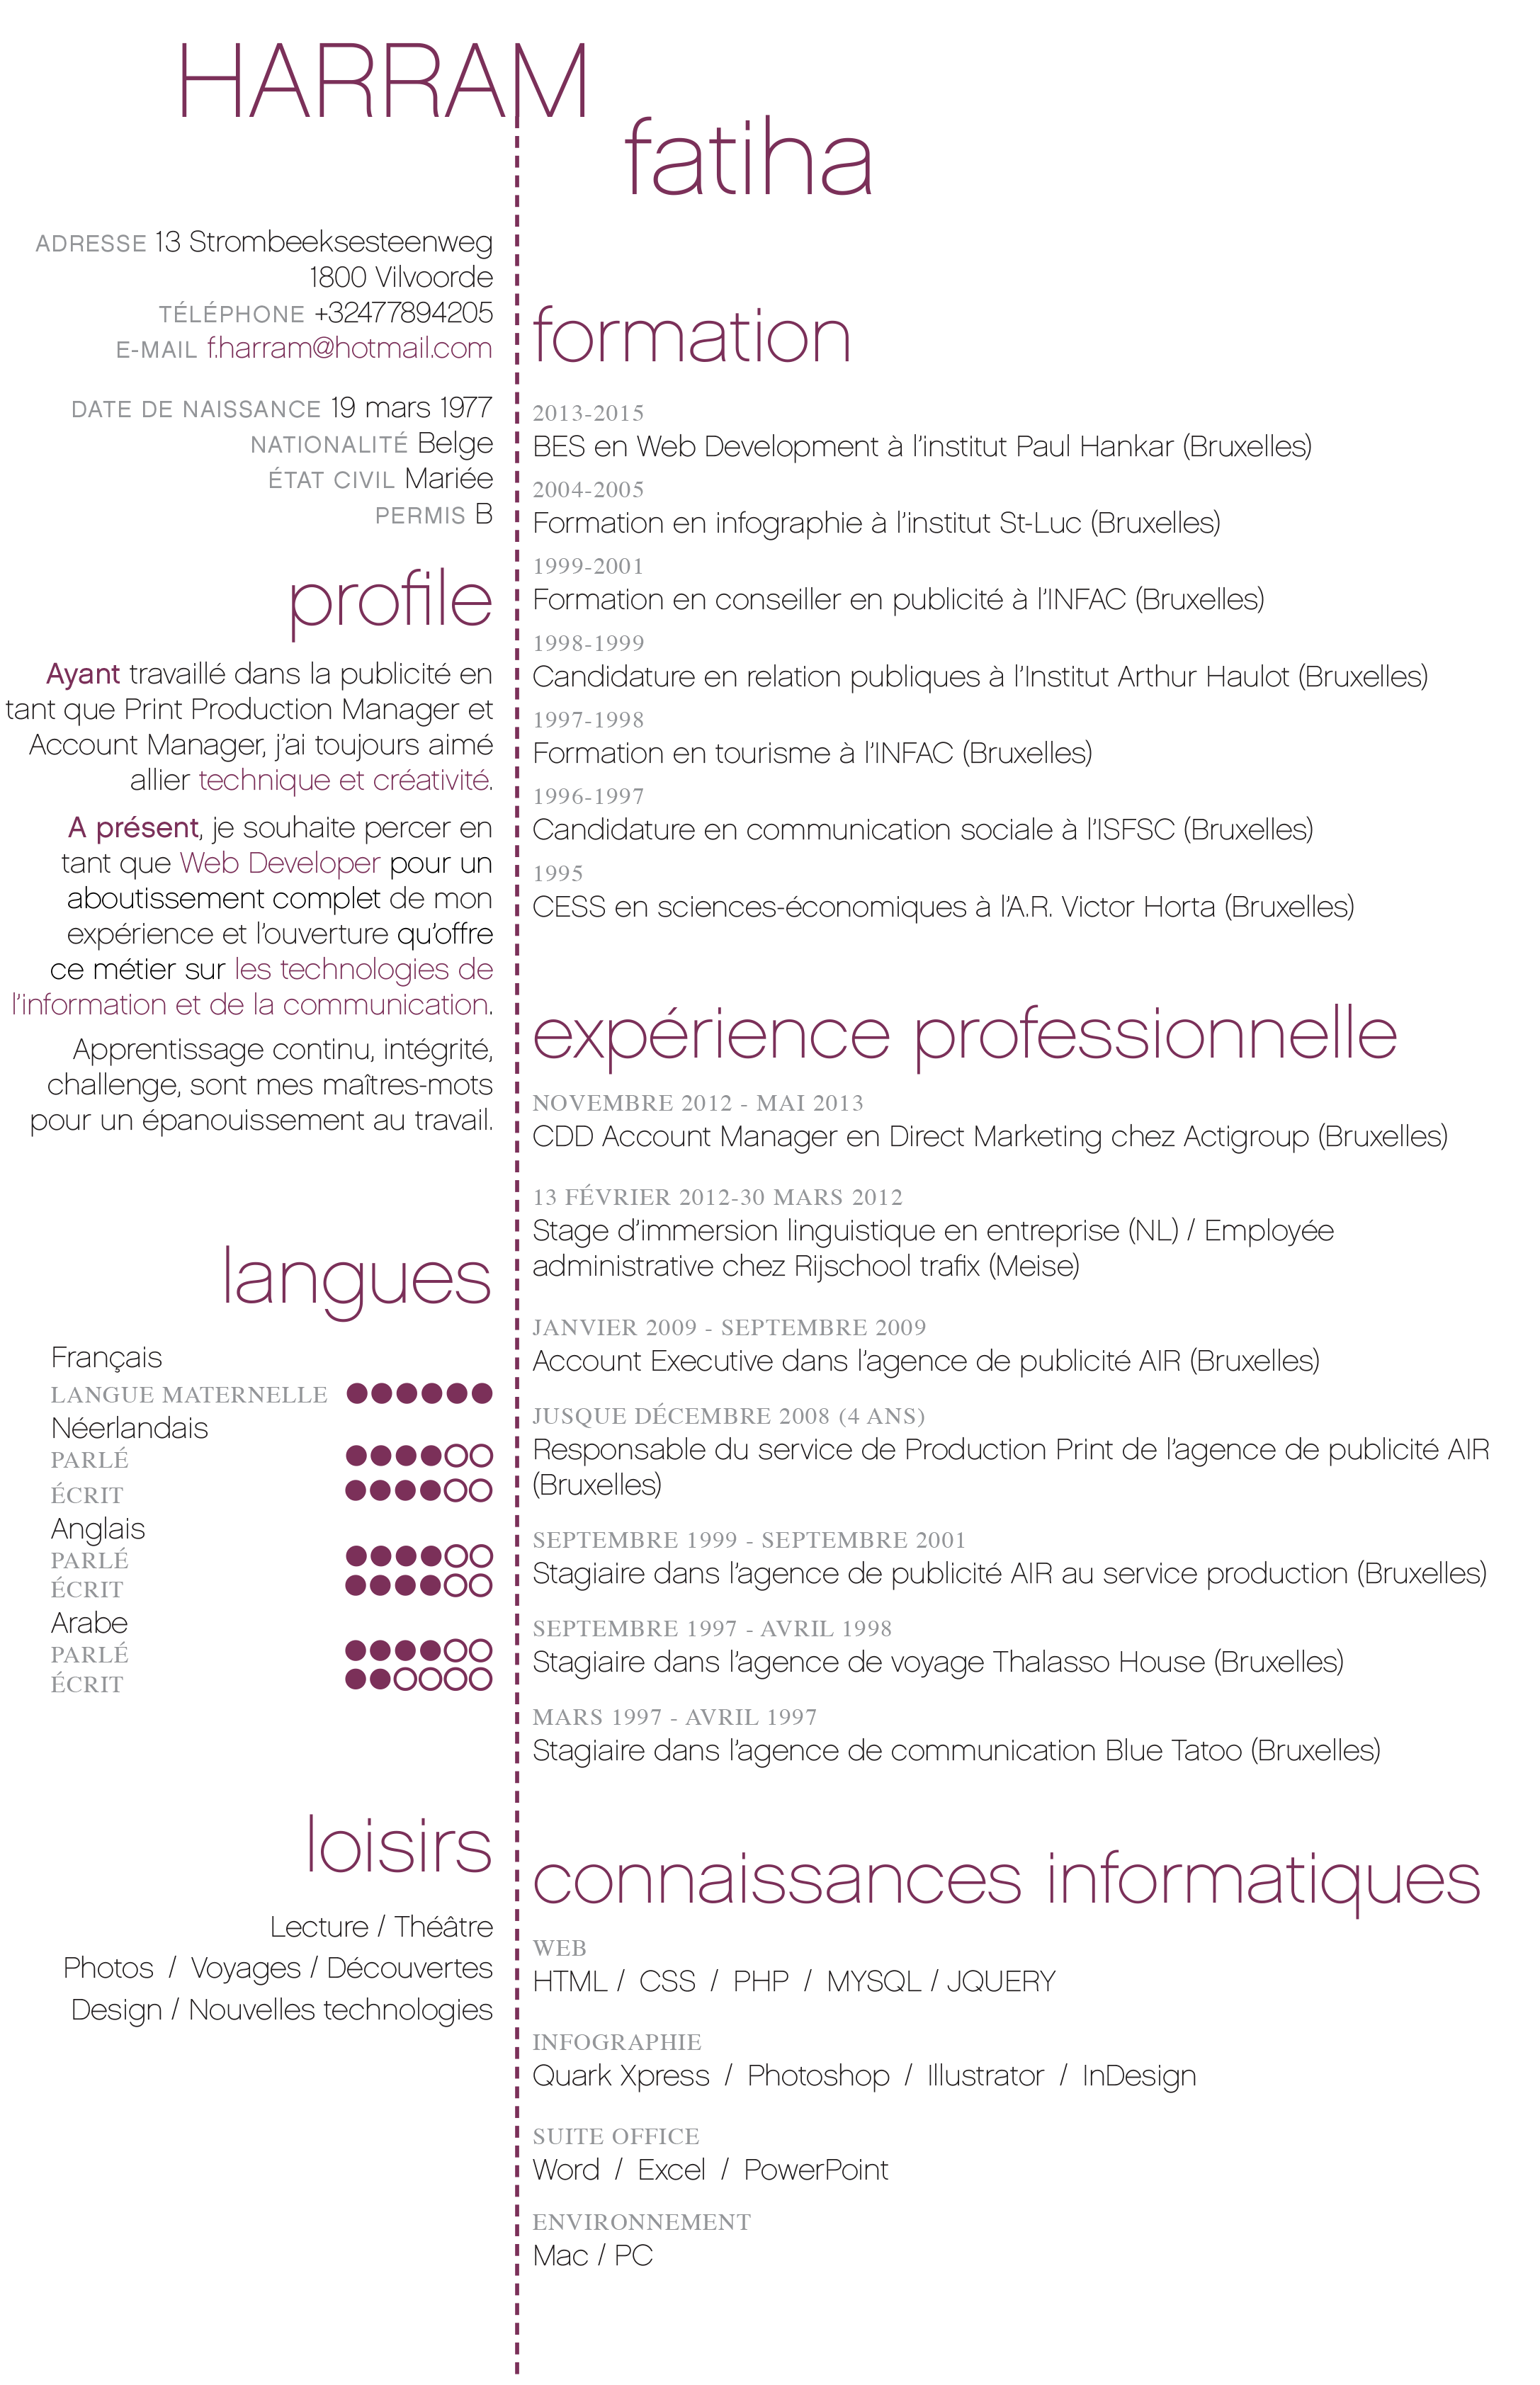 HARRAM
fatiha
ADRESSE 13 Strombeeksesteenweg
1800 Vilvoorde
TÉLÉPHONE +32477894205
E-MAIL f.harram@hotmail.com
DATE DE NAISSANCE 19 mars 1977
NATIONALITÉ Belge
ÉTAT CIVIL Mariée
PERMIS B
profile
Ayant travaillé dans la publicité en
tant que Print Production Manager et
Account Manager, j'ai toujours aimé
allier technique et créativité.
A présent, je souhaite percer en
tant que Web Developer pour un
aboutissement complet de mon
expérience et l'ouverture qu'offre
ce métier sur les technologies de
l'information et de la communication.
Apprentissage continu, intégrité,
challenge, sont mes maîtres-mots
pour un épanouissement au travail.
langues
Français
LANGUE MATERNELLE
Néerlandais
PARLÉ
ÉCRIT
Anglais
PARLÉ
ÉCRIT
Arabe
PARLÉ
ÉCRIT
loisirs
Lecture / Théâtre
Photos / Voyages / Découvertes
Design / Nouvelles technologies
formation
2013-2015
BES en Web Development à l'institut Paul Hankar (Bruxelles)
2004-2005
Formation en infographie à l'institut St-Luc (Bruxelles)
1999-2001
Formation en conseiller en publicité à l'INFAC (Bruxelles)
1998-1999
Candidature en relation publiques à l'Institut Arthur Haulot (Bruxelles)
1997-1998
Formation en tourisme à l'INFAC (Bruxelles)
1996-1997
Candidature en communication sociale à l'ISFSC (Bruxelles)
1995
CESS en sciences-économiques à l'A.R. Victor Horta (Bruxelles)
expérience professionnelle
NOVEMBRE 2012 - MAI 2013
CDD Account Manager en Direct Marketing chez Actigroup (Bruxelles)
13 FÉVRIER 2012-30 MARS 2012
Stage d'immersion linguistique en entreprise (NL) / Employée
administrative chez Rijschool trafix (Meise)
JANVIER 2009 - SEPTEMBRE 2009
Account Executive dans l'agence de publicité AIR (Bruxelles)
JUSQUE DÉCEMBRE 2008 (4 ANS)
Responsable du service de Production Print de l'agence de publicité AIR
(Bruxelles)
SEPTEMBRE 1999 - SEPTEMBRE 2001
Stagiaire dans l'agence de publicité AIR au service production (Bruxelles)
SEPTEMBRE 1997 - AVRIL 1998
Stagiaire dans l'agence de voyage Thalasso House (Bruxelles)
MARS 1997 - AVRIL 1997
Stagiaire dans l'agence de communication Blue Tatoo (Bruxelles)
connaissances informatiques
WEB
HTML / CSS / PHP / MYSQL / JQUERY
INFOGRAPHIE
Quark Xpress / Photoshop / Illustrator / InDesign
SUITE OFFICE
Word / Excel / PowerPoint
ENVIRONNEMENT
Mac / PC